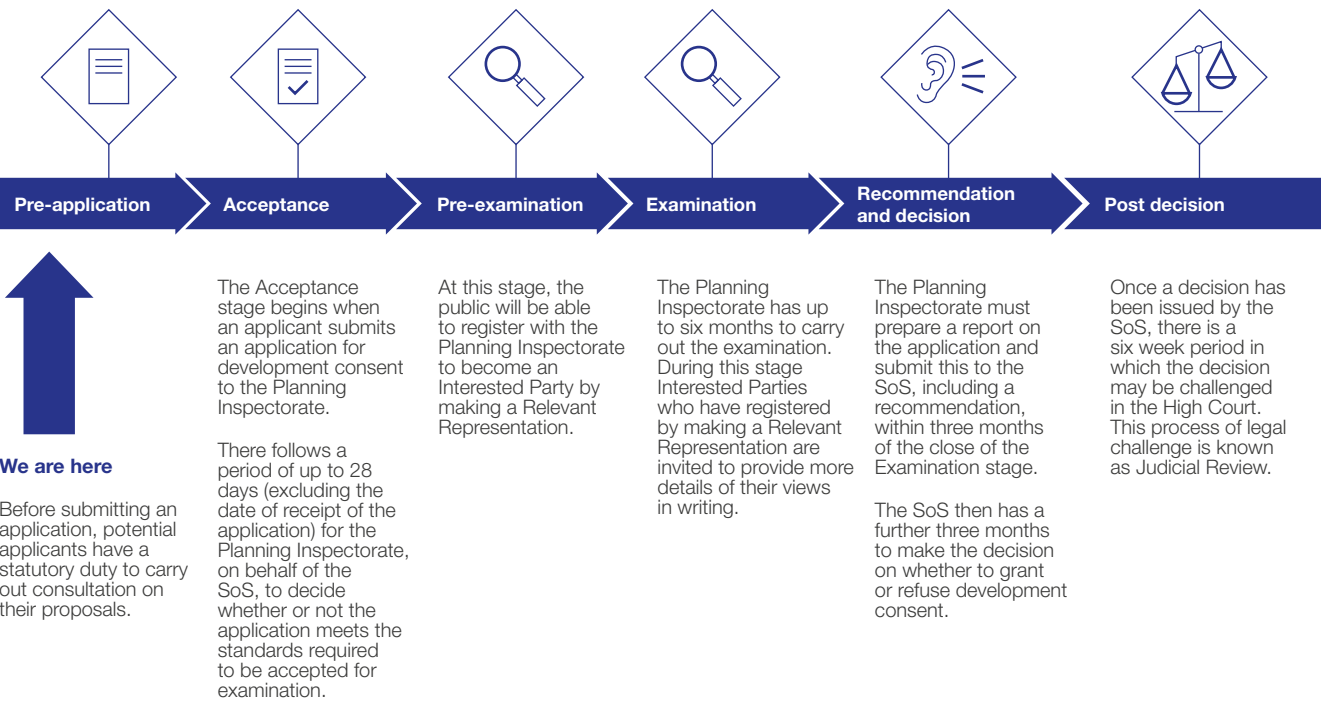 Pre-application
Acceptance
Pre-examination
Examination
Recommendation
and decision
Post decision
We are here
Before submitting an
application, potential
applicants have a
statutory duty to carry
out consultation on
their proposals.
The Acceptance
stage begins when
an applicant submits
an application for
development consent
to the Planning
Inspectorate.
There follows a
period of up to 28
days (excluding the
date of receipt of the
application) for the
Planning Inspectorate,
on behalf of the
SoS, to decide
whether or not the
application meets the
standards required
to be accepted for
examination.
At this stage, the
public will be able
to register with the
Planning Inspectorate
to become an
Interested Party by
making a Relevant
Representation.
The Planning
Inspectorate has up
to six months to carry
out the examination.
During this stage
Interested Parties
who have registered
by making a Relevant
Representation are
invited to provide more
details of their views
in writing.
The Planning
Inspectorate must
prepare a report on
the application and
submit this to the
SoS, including a
recommendation,
within three months
of the close of the
Examination stage.
The SoS then has a
further three months
to make the decision
on whether to grant
or refuse development
consent.
Once a decision has
been issued by the
SoS, there is a
six week period in
which the decision
may be challenged
in the High Court.
This process of legal
challenge is known
as Judicial Review.